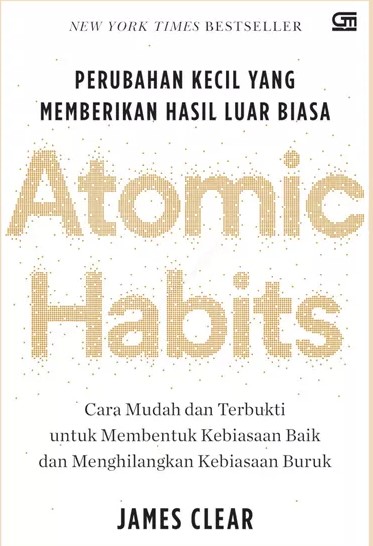 NEW YORK TIMES BESTSELLER
GM
PERUBAHAN KECIL YANG
MEMBERIKAN HASIL LUAR BIASA
Atomic
Habits
Cara Mudah dan Terbukti
untuk Membentuk Kebiasaan Baik
dan Menghilangkan Kebiasaan Buruk
JAMES CLEAR